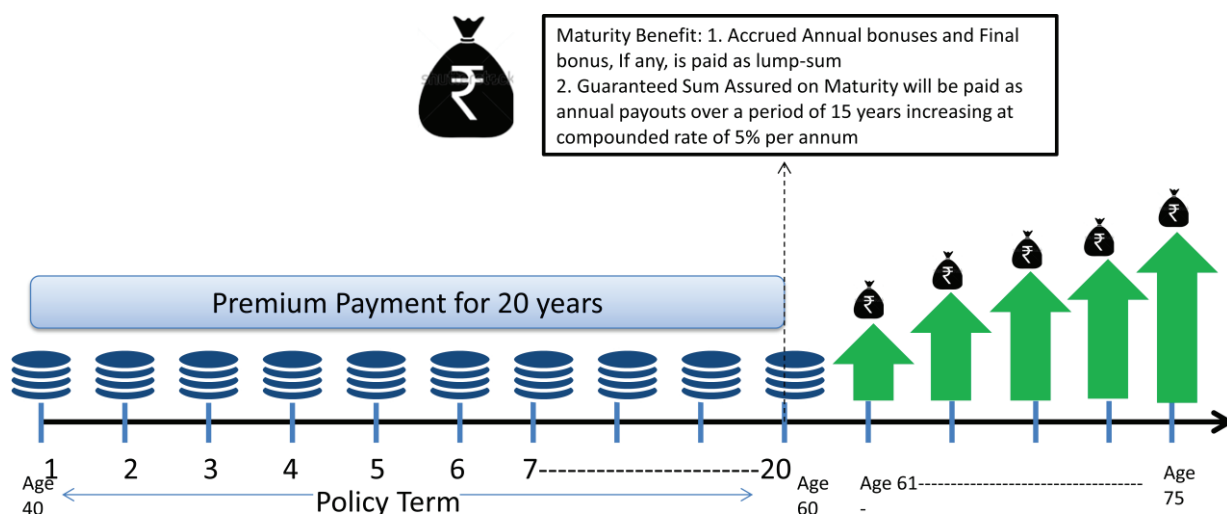 Maturity Benefit: 1. Accrued Annual bonuses and Final
bonus, If any, is paid as lump-sum
2. Guaranteed Sum Assured on Maturity will be paid as
annual payouts over a period of 15 years increasing at
compounded rate of 5% per annum
₹
₹ ₹ ₹ ₹ ₹
Premium Payment for 20 years
1 2 3 4 5 6 7-----------------------20
Age
40
Policy Term
Age
60
Age 61-----------------------------------
-
Age
75